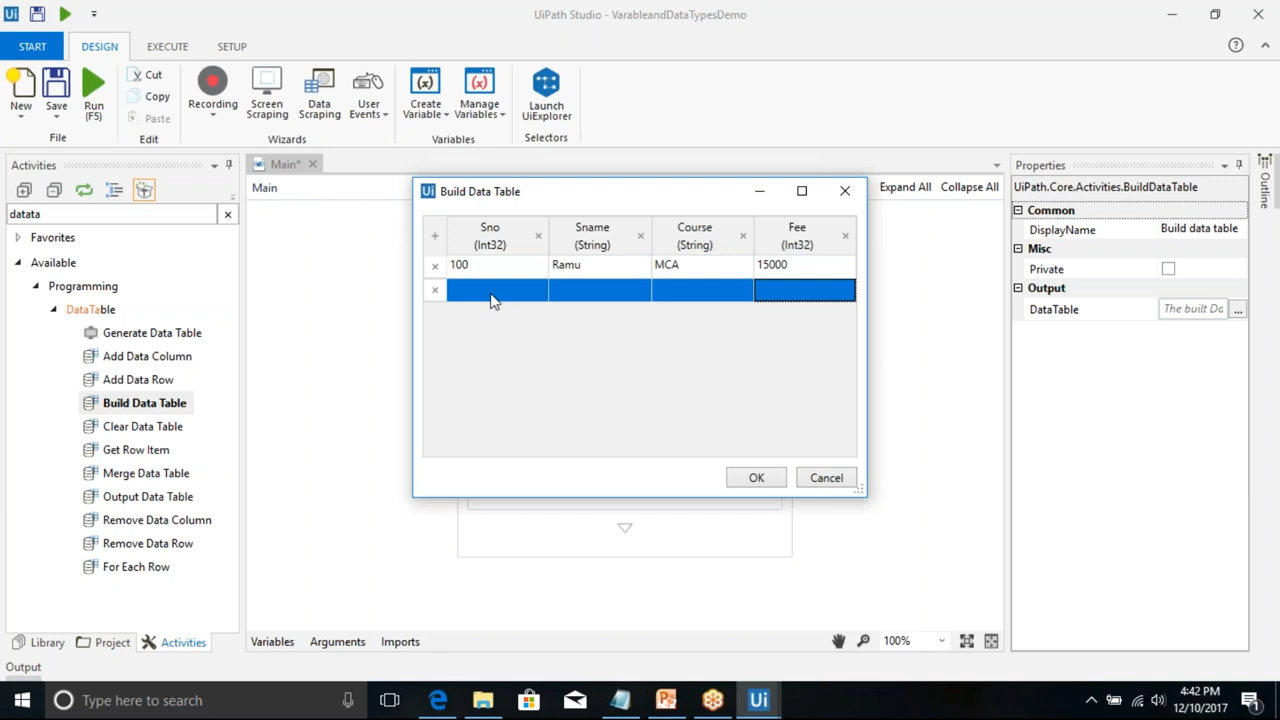 Ui
UiPath Studio - VarableandDataTypesDemo
START
DESIGN
EXECUTE
SETUP
New
Save
Run
(F5)
Cut
Copy
Paste
Recording
Screen
Scraping
Data
Scraping
User
Events
Create
Variable
Manage
Variables
Launch
UiExplorer
File
Edit
Wizards
Variables
Selectors
Activities
datata
Favorites
Available
Programming
DataTable
Generate Data Table
Add Data Column
Add Data Row
Build Data Table
Clear Data Table
Get Row Item
Merge Data Table
Output Data Table
Remove Data Column
Remove Data Row
For Each Row
Library
Project
Activities
Output
Main*
Main
Expand All
Collapse All
Ui Build Data Table
Sno
(Int32)
Sname
(String)
Course
(String)
Fee
(Int32)
100 Ramu MCA 15000
OK
Cancel
Variables
Arguments
Imports
100%
Properties
UiPath.Core.Activities.BuildDataTable
Common
DisplayName Build data table
Misc
Private
Output
DataTable The built Da ...
Outline
Type here to search
Ui
4:42 PM
12/10/2017
1